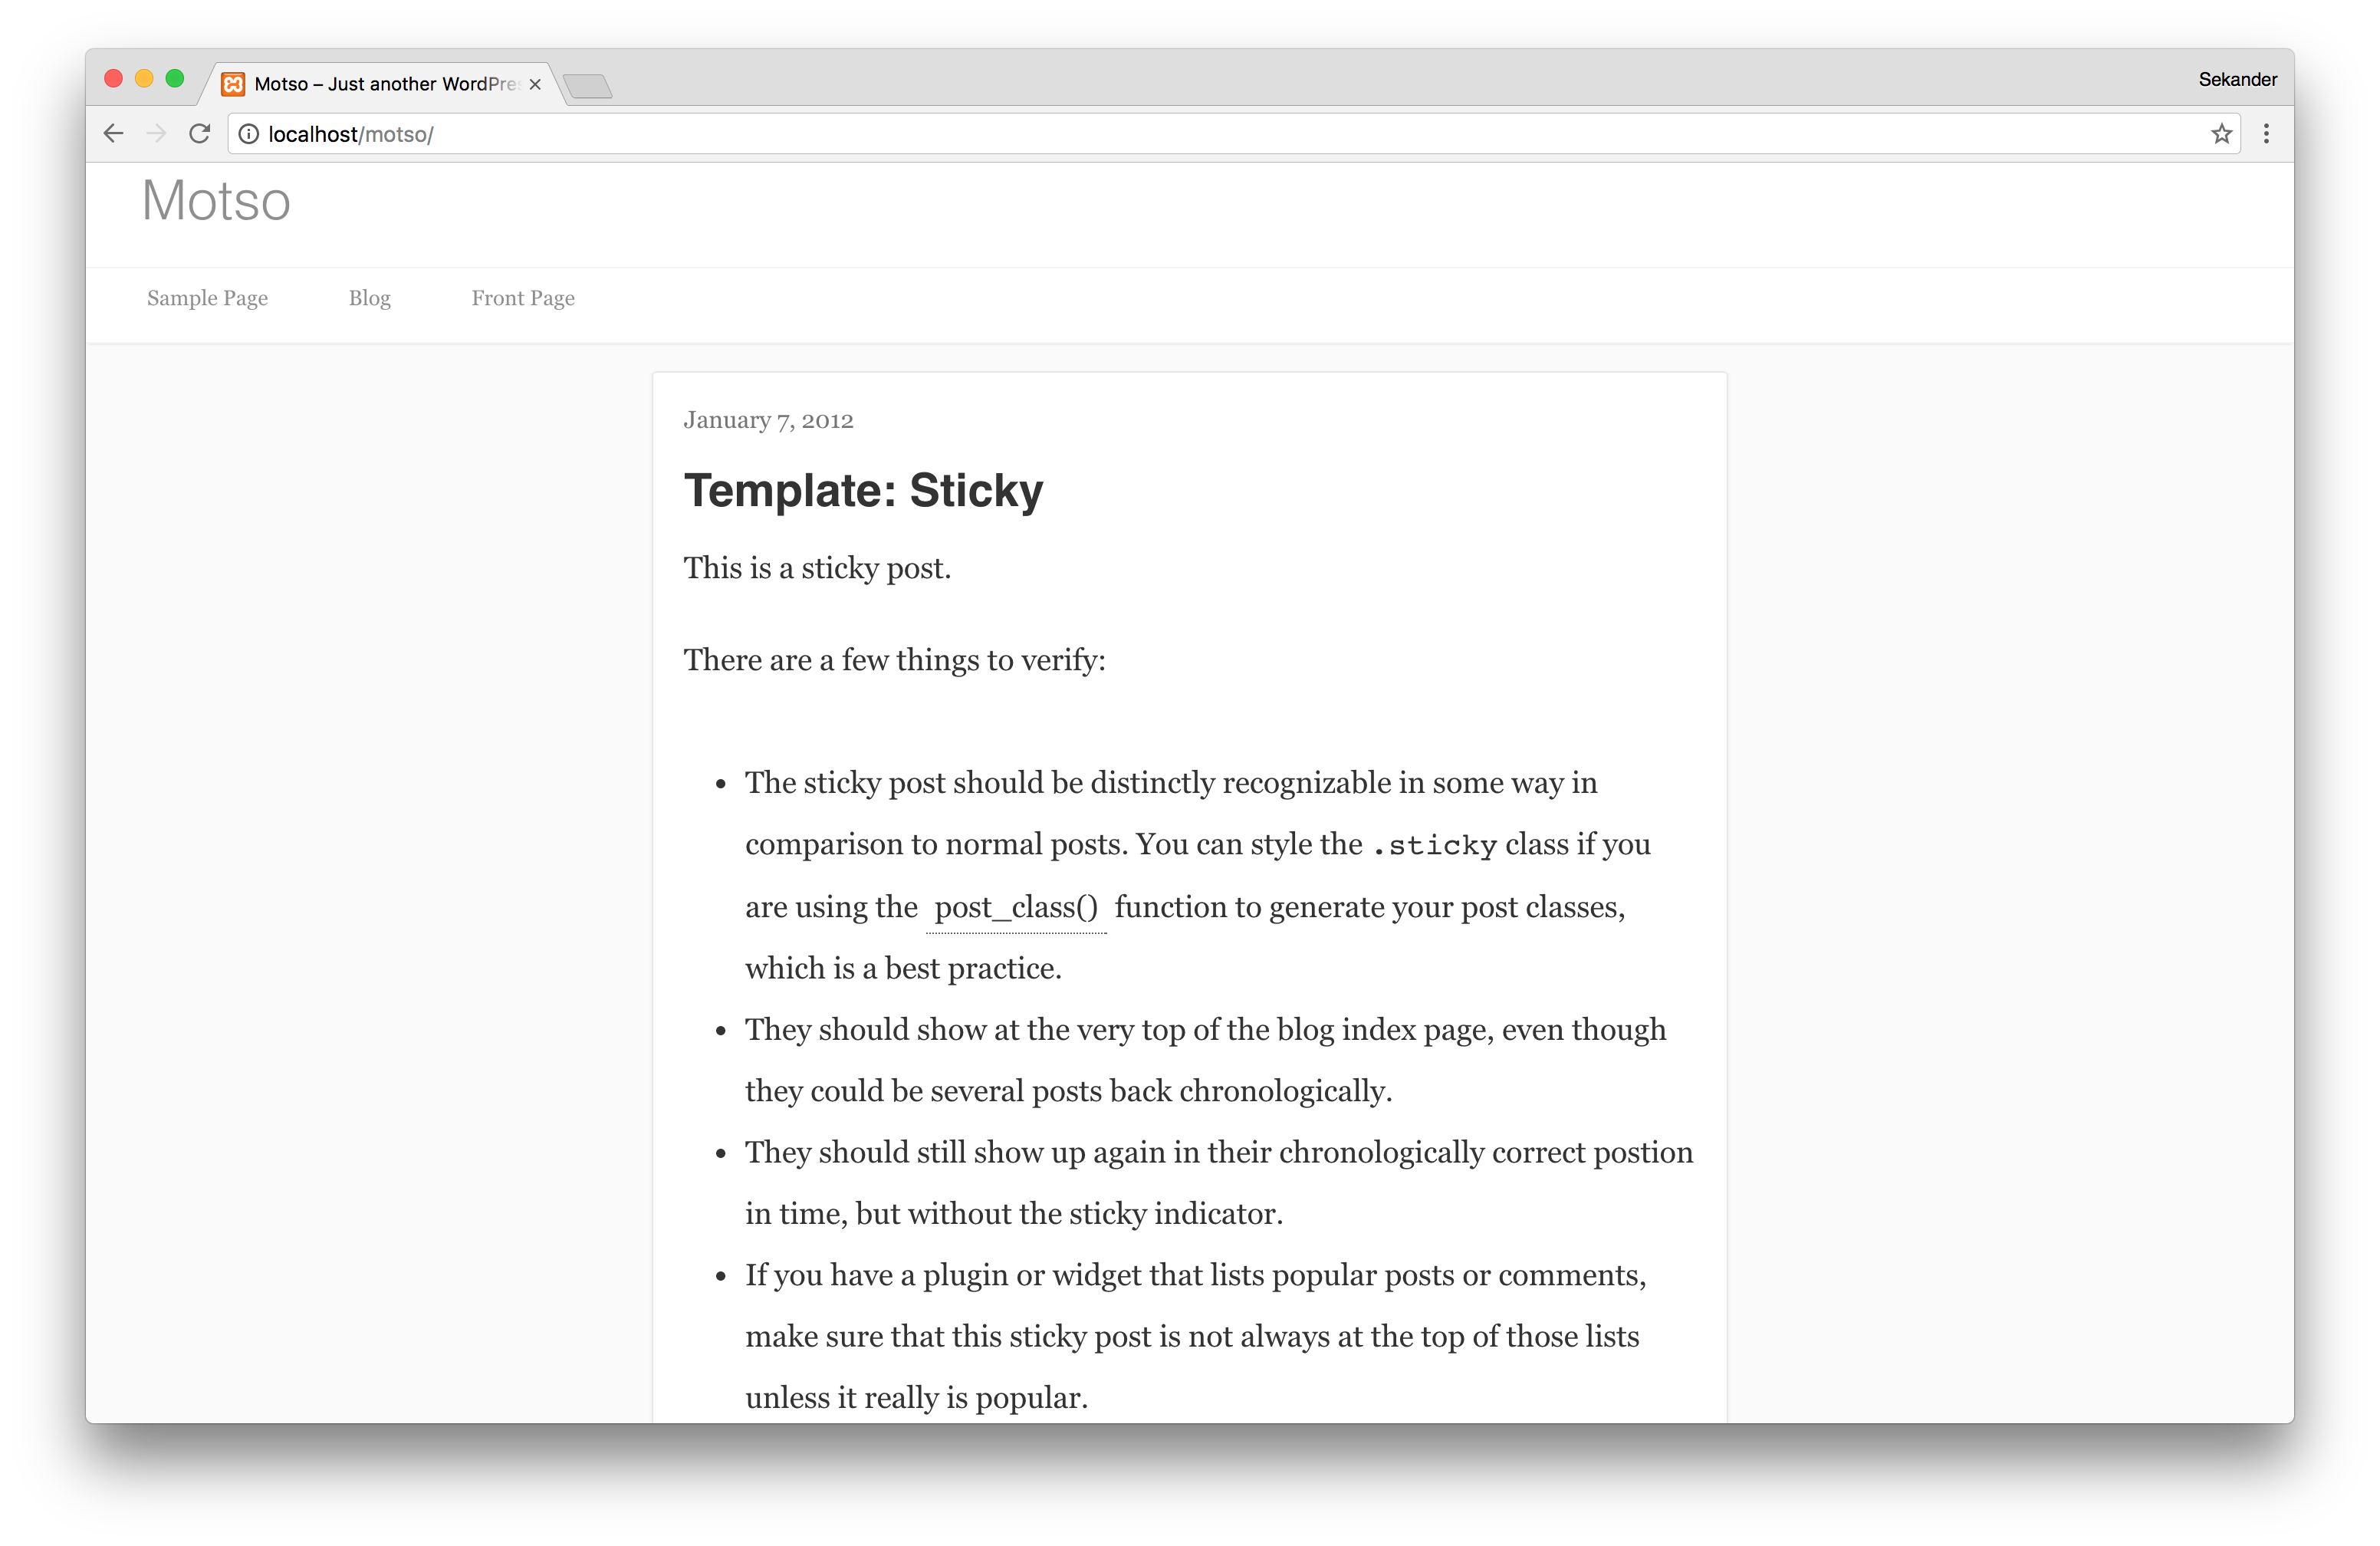 Motso – Just another WordPres
Sekander
localhost/motso/
Motso
Sample Page Blog Front Page
January 7, 2012
Template: Sticky
This is a sticky post.
There are a few things to verify:
• The sticky post should be distinctly recognizable in some way in
comparison to normal posts. You can style the .sticky class if you
are using the post_class() function to generate your post classes,
which is a best practice.
• They should show at the very top of the blog index page, even though
they could be several posts back chronologically.
• They should still show up again in their chronologically correct postion
in time, but without the sticky indicator.
• If you have a plugin or widget that lists popular posts or comments,
make sure that this sticky post is not always at the top of those lists
unless it really is popular.